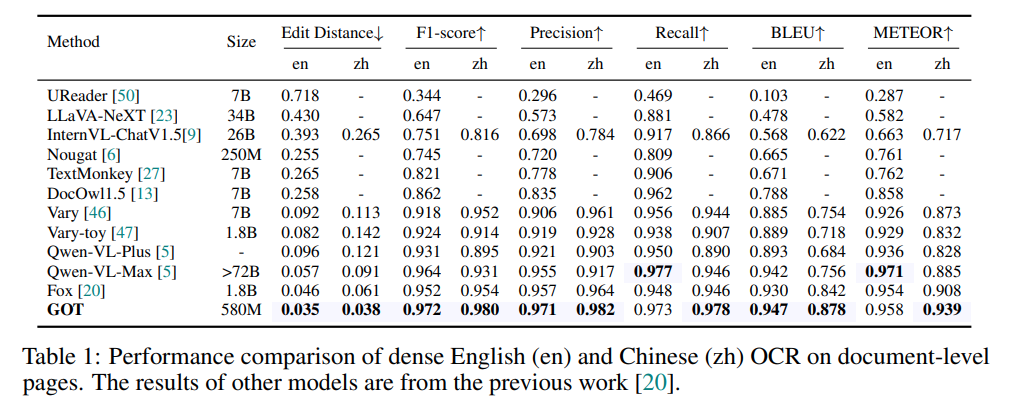 Method Size Edit Distance↓ F1-score↑ Precision↑ Recall↑ BLEU↑ METEOR↑
en zh en zh en zh en zh en zh en zh
UReader [50] 7B 0.718 - 0.344 - 0.296 - 0.469 - 0.103 - 0.287 -
LLaVA-NeXT [23] 34B 0.430 - 0.647 - 0.573 - 0.881 - 0.478 - 0.582 -
InternVL-ChatV1.5[9] 26B 0.393 0.265 0.751 0.816 0.698 0.784 0.917 0.866 0.568 0.622 0.663 0.717
Nougat [6] 250M 0.255 - 0.745 - 0.720 - 0.809 - 0.665 - 0.761 -
TextMonkey [27] 7B 0.265 - 0.821 - 0.778 - 0.906 - 0.671 - 0.762 -
DocOwl1.5 [13] 7B 0.258 - 0.862 - 0.835 - 0.962 - 0.788 - 0.858 -
Vary [46] 7B 0.092 0.113 0.918 0.952 0.906 0.961 0.956 0.944 0.885 0.754 0.926 0.873
Vary-toy [47] 1.8B 0.082 0.142 0.924 0.914 0.919 0.928 0.938 0.907 0.889 0.718 0.929 0.832
Qwen-VL-Plus [5] - 0.096 0.121 0.931 0.895 0.921 0.903 0.950 0.890 0.893 0.684 0.936 0.828
Qwen-VL-Max [5] >72B 0.057 0.091 0.964 0.931 0.955 0.917 0.977 0.946 0.942 0.756 0.971 0.885
Fox [20] 1.8B 0.046 0.061 0.952 0.954 0.957 0.964 0.948 0.946 0.930 0.842 0.954 0.908
GOT 580M 0.035 0.038 0.972 0.980 0.971 0.982 0.973 0.978 0.947 0.878 0.958 0.939
Table 1: Performance comparison of dense English (en) and Chinese (zh) OCR on document-level
pages. The results of other models are from the previous work [20].